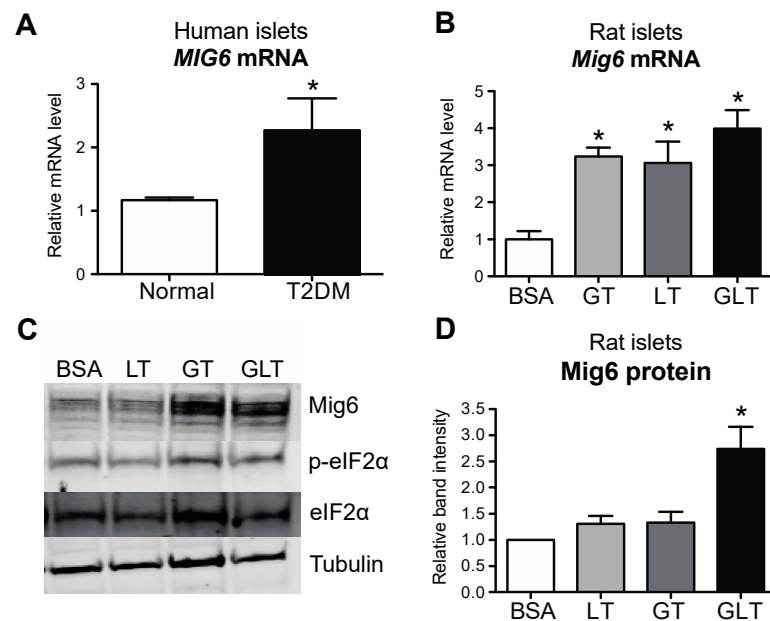 A
Human islets
MIG6 mRNA
Relative mRNA level
3
2
1
0
*
Normal T2DM
B
Rat islets
Mig6 mRNA
Relative mRNA level
5
4
3
2
1
0
* * *
BSA GT LT GLT
C
BSA LT GT GLT
Mig6
p-eIF2α
eIF2α
Tubulin
D
Rat islets
Mig6 protein
Relative band intensity
3.5
3.0
2.5
2.0
1.5
1.0
0.5
0.0
*
BSA LT GT GLT